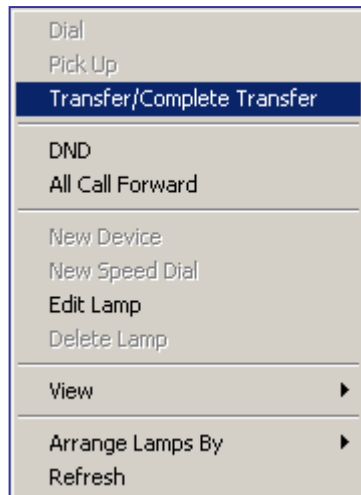 Dial
Pick Up
Transfer/Complete Transfer
DND
All Call Forward
New Device
New Speed Dial
Edit Lamp
Delete Lamp
View
Arrange Lamps By
Refresh